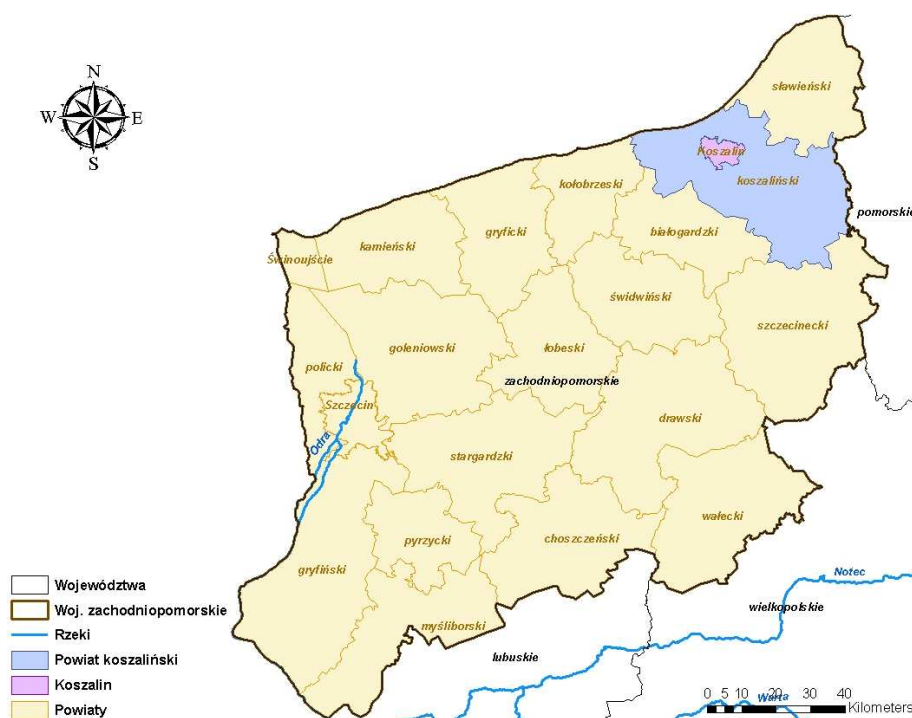 N
W E
S
sławieński
Koszalin
koszaliński
kołobrzeski
pomorskie
gryficki
białogardzki
kamieński
Świnoujście
świdwiński
szczecinecki
goleniowski
łobeski
policki
zachodniopomorskie
Szczecin
drawski
Odra
stargardzki
wałecki
pyrzycki
choszczeński
gryfiński
Noteć
Województwa
wielkopolskie
Woj. zachodniopomorskie
myśliborski
Rzeki
lubuskie
Powiat koszaliński
Koszalin
Warta
0 5 10 20 30 40
Kilometers
Powiaty